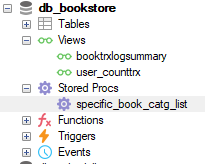 db_bookstore
Tables
Views
booktrxlogsummary
user_counttrx
Stored Procs
specific_book_catg_list
Functions
Triggers
Events